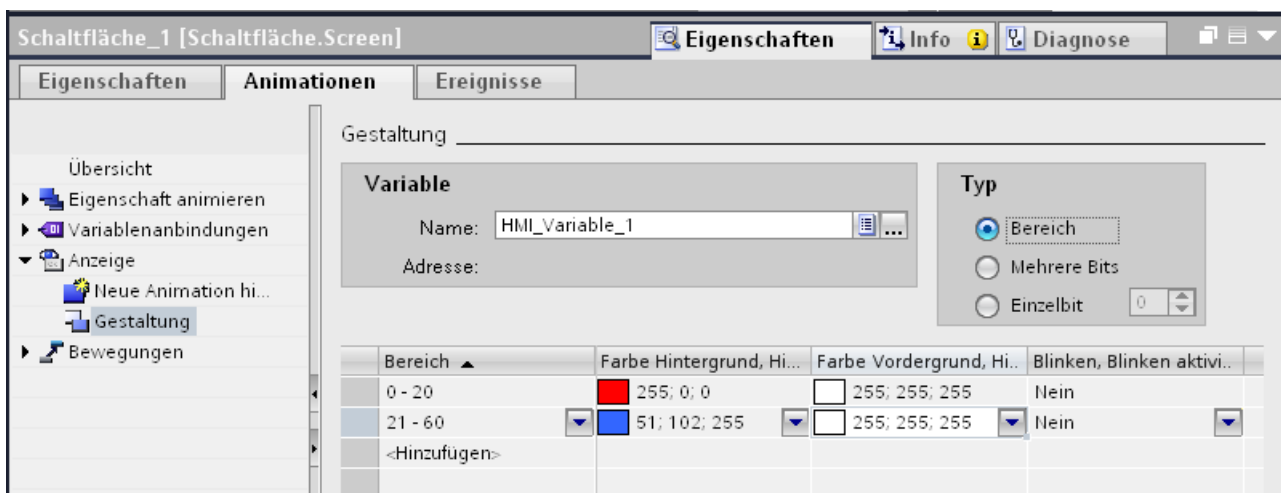 Schaltfläche_1 [Schaltfläche.Screen]
Eigenschaften
Info
Diagnose
Eigenschaften
Animationen
Ereignisse
Übersicht
Eigenschaft animieren
Variablenanbindungen
Anzeige
Neue Animation hi...
Gestaltung
Bewegungen
Gestaltung
Variable
Name: HMI_Variable_1
Adresse:
Typ
Bereich
Mehrere Bits
Einzelbit 0
Bereich Farbe Hintergrund, Hi... Farbe Vordergrund, Hi... Blinken, Blinken aktivi..
0 - 20 255; 0; 0 255; 255; 255 Nein
21 - 60 51; 102; 255 255; 255; 255 Nein
<Hinzufügen>